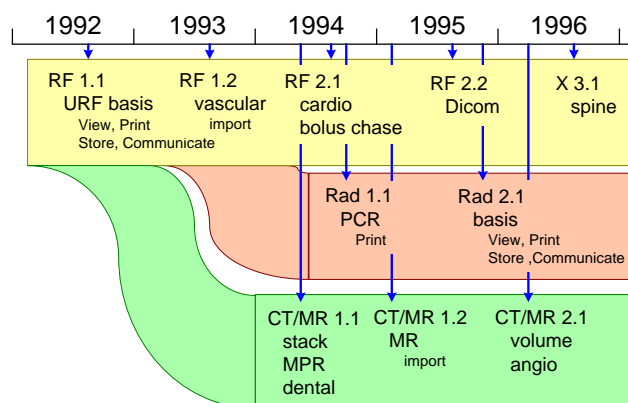 1992 1993 1994 1995 1996
RF 1.1
URF basis
View, Print
Store, Communicate
RF 1.2
vascular
import
RF 2.1
cardio
bolus chase
RF 2.2
Dicom
X 3.1
spine
Rad 1.1
PCR
Print
Rad 2.1
basis
View, Print
Store ,Communicate
CT/MR 1.1
stack
MPR
dental
CT/MR 1.2
MR
import
CT/MR 2.1
volume
angio